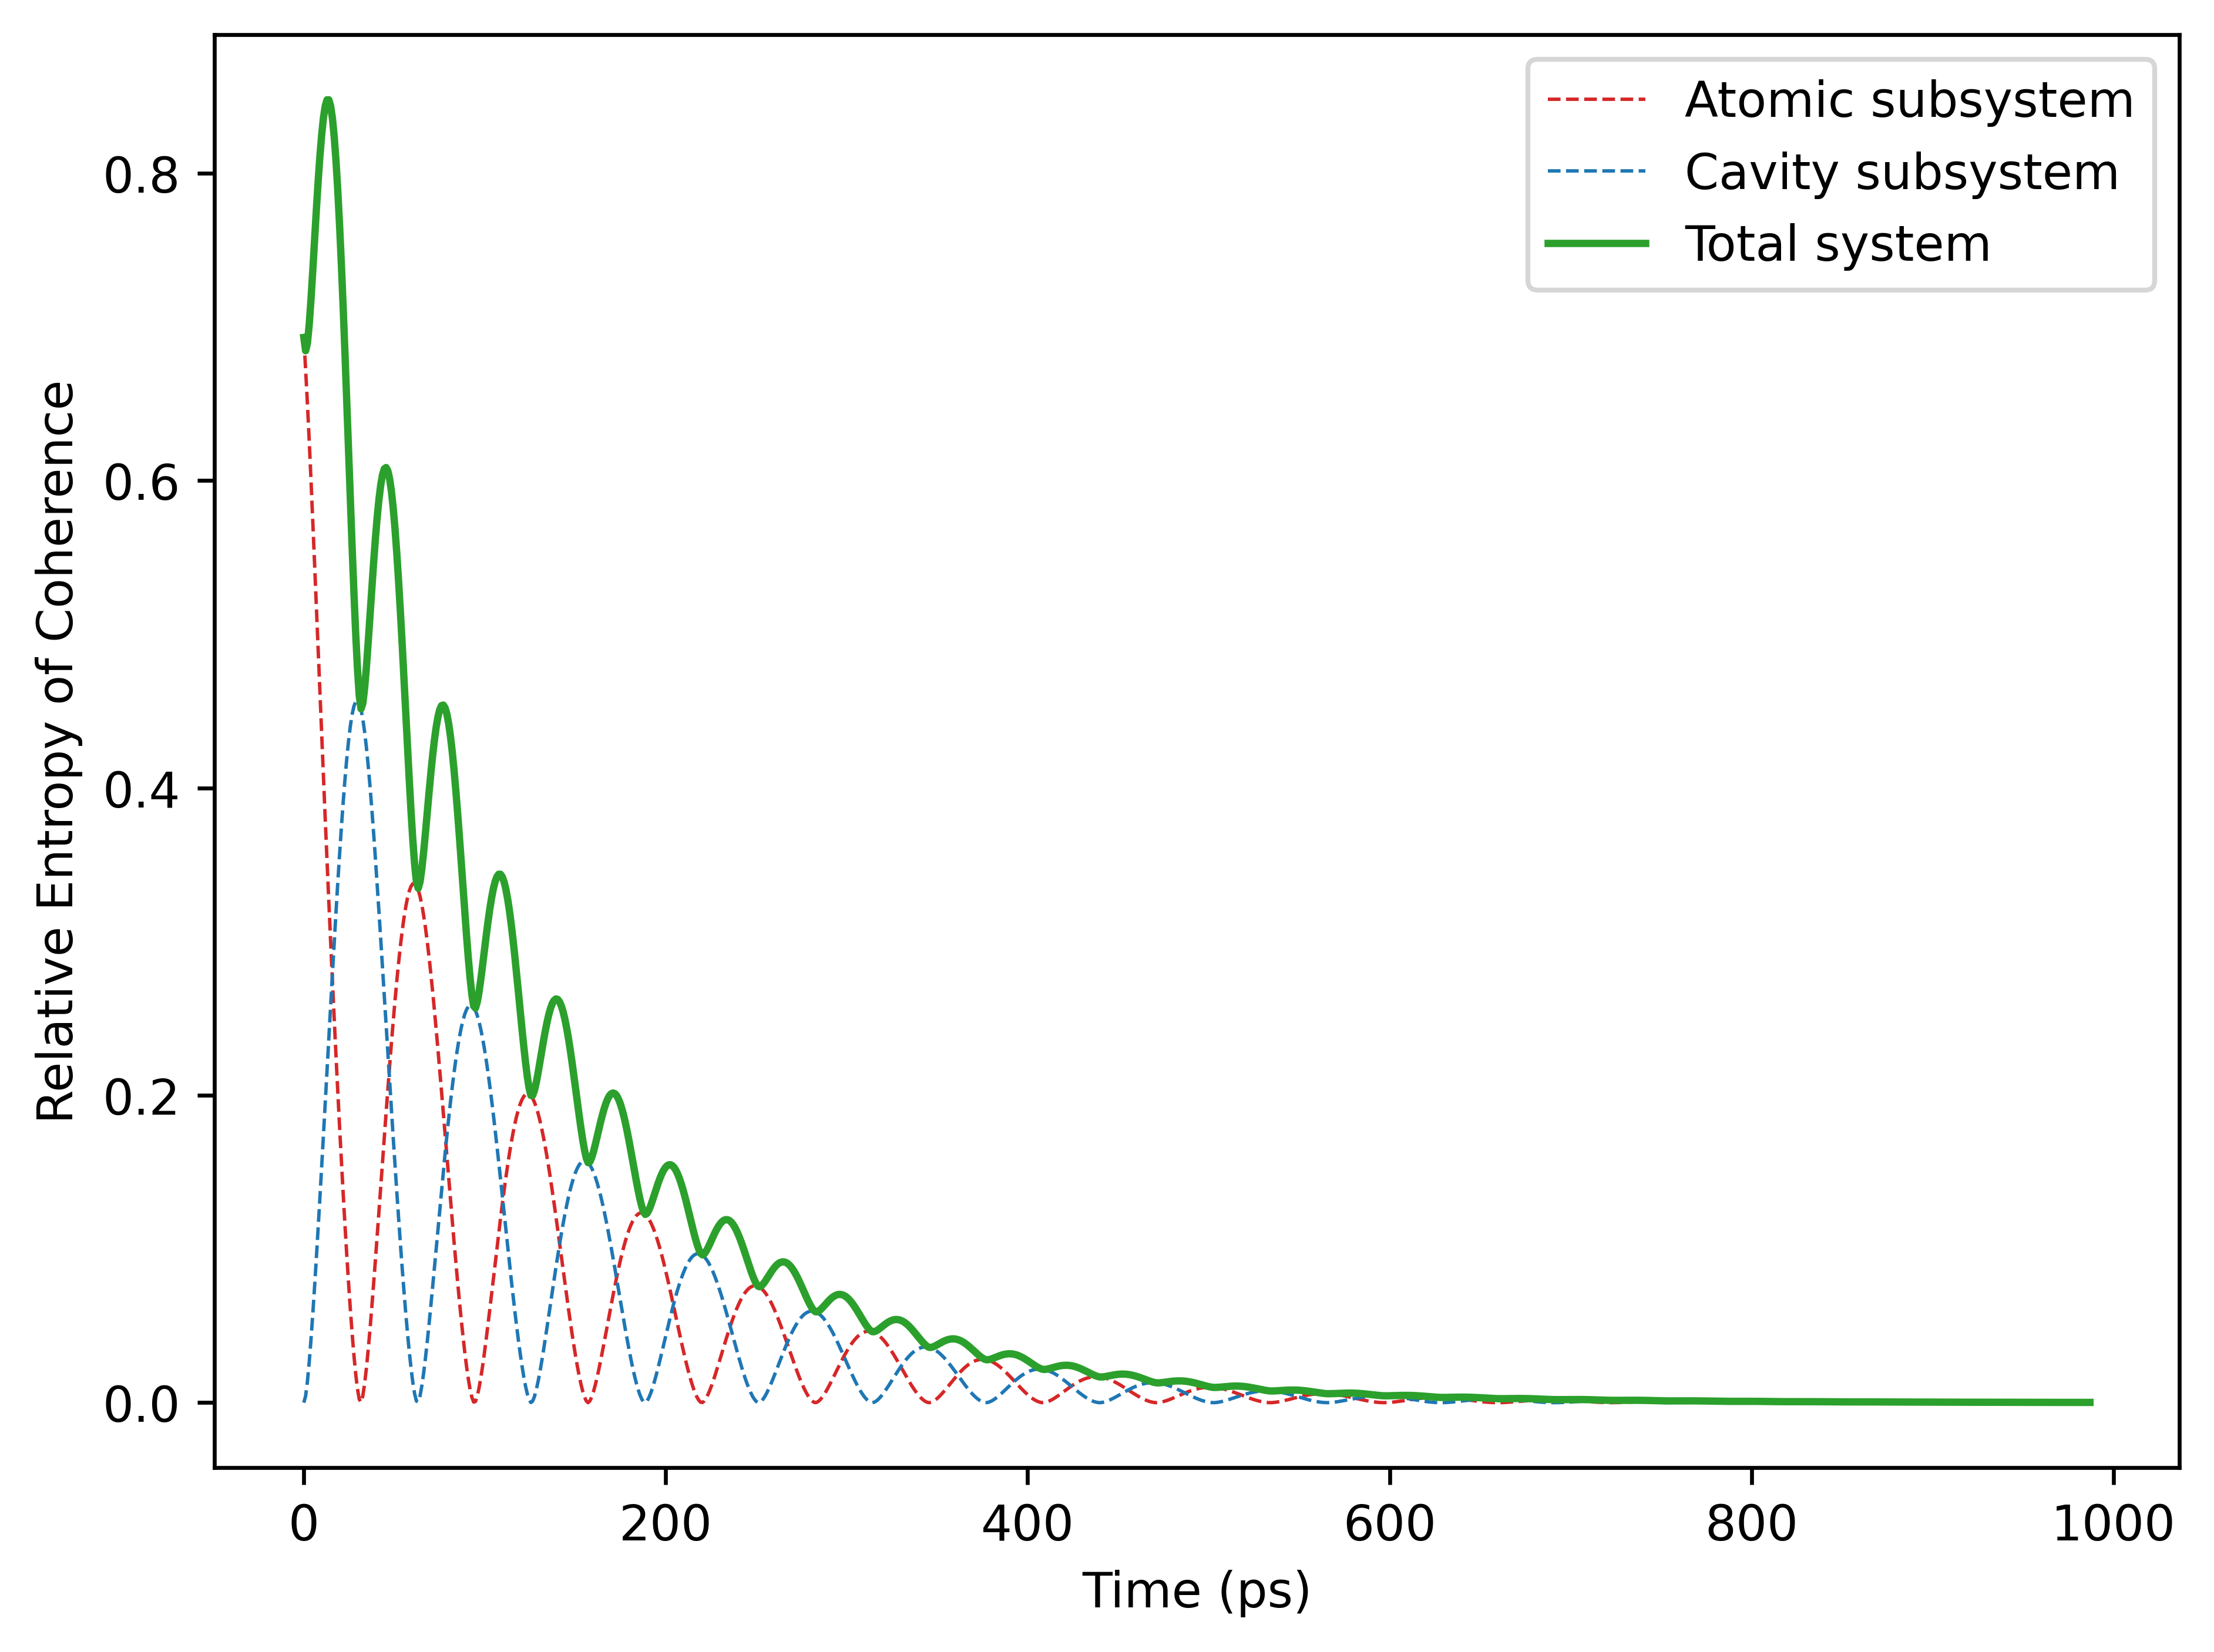 Atomic subsystem
Cavity subsystem
Total system
Relative Entropy of Coherence
0.8
0.6
0.4
0.2
0.0
0 200 400 600 800 1000
Time (ps)